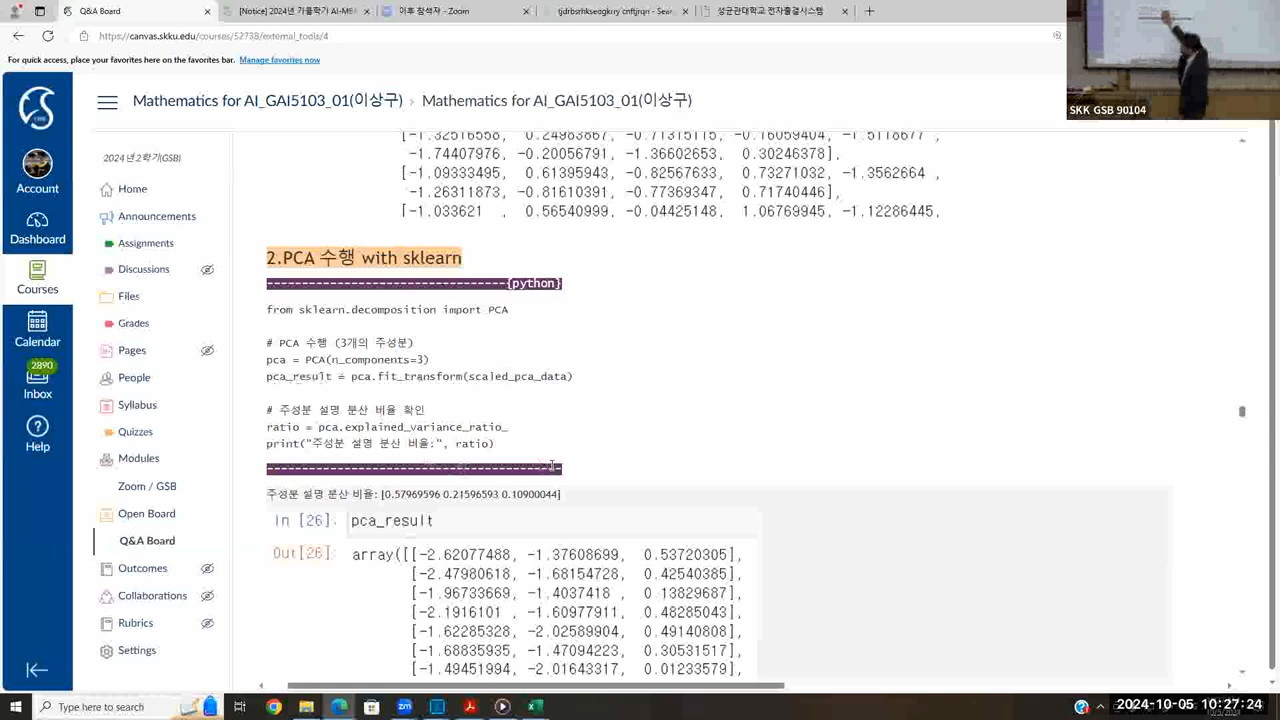 Q&A Board
[Notice] 2024년 가을학기 AI-MB
이후 참석자 - Zoom
tjdrbsrhksedgkry cnftjrqn - Sear
성균관대학교 전자출결시스템
https://canvas.skku.edu/courses/52738/external_tools/4
For quick access, place your favorites here on the favorites bar. Manage favorites now
SKK GSB 90104
Mathematics for AI_GAI5103_01(이상구) › Mathematics for AI_GAI5103_01(이상구)
Account
Dashboard
Courses
Calendar
2890
Inbox
Help
2024년2학기(GSB)
Home
Announcements
Assignments
Discussions
Files
Grades
Pages
People
Syllabus
Quizzes
Modules
Zoom / GSB
Open Board
Q&A Board
Outcomes
Collaborations
Rubrics
Settings
[-1.32516558, 0.24983867, -0.71315115, -0.16059404, -1.5118677 ,
-1.74407976, -0.20056791, -1.36602653, 0.30246378],
[-1.09333495, 0.61395943, -0.82567633, 0.73271032, -1.3562664 ,
-1.26311873, -0.81610391, -0.77369347, 0.71740446],
[-1.033621 , 0.56540999, -0.04425148, 1.06769945, -1.12286445,
2.PCA 수행 with sklearn
----------------------------------{python}
from sklearn.decomposition import PCA
# PCA 수행 (3개의 주성분)
pca = PCA(n_components=3)
pca_result = pca.fit_transform(scaled_pca_data)
# 주성분 설명 분산 비율 확인
ratio = pca.explained_variance_ratio_
print("주성분 설명 분산 비율:", ratio)
주성분 설명 분산 비율: [0.57969596 0.21596593 0.10900044]
In [26]: pca_result
Out[26]: array([[-2.62077488, -1.37608699, 0.53720305],
[-2.47980618, -1.68154728, 0.42540385],
[-1.96733669, -1.4037418 , 0.13829687],
[-2.1916101 , -1.60977911, 0.48285043],
[-1.62285328, -2.02589904, 0.49140808],
[-1.68835935, -1.47094223, 0.30531517],
[-1.49451994, -2.01643317, 0.01233579],
Type here to search
2024-10-05 10:27:24